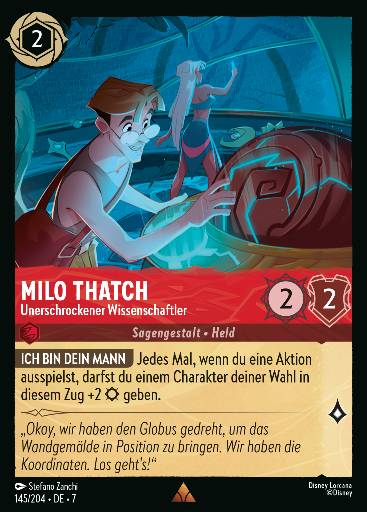 2
MILO THATCH
Unerschrockener Wissenschaftler
2
2
Sagengestalt • Held
ICH BIN DEIN MANN Jedes Mal, wenn du eine Aktion
ausspielst, darfst du einem Charakter deiner Wahl in
diesem Zug +2 ¤ geben.
„Okay, wir haben den Globus gedreht, um das
Wandgemälde in Position zu bringen. Wir haben die
Koordinaten. Los geht's!“
Stefano Zanchi
145/204 • DE • 7
Disney Lorcana
©Disney